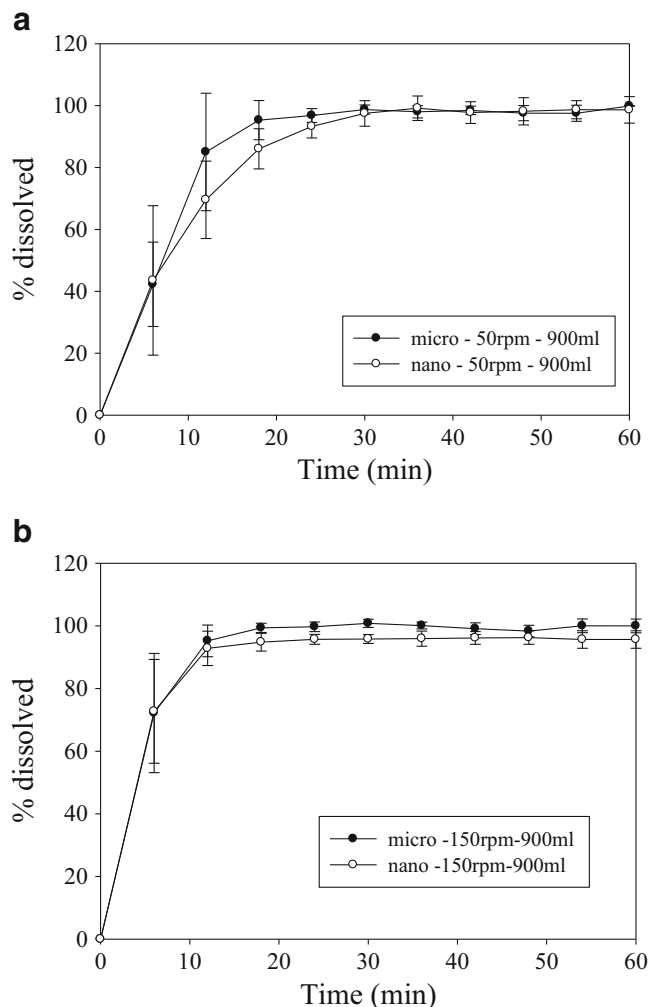 a
120
100
80
60
40
20
0
% dissolved
micro - 50rpm - 900ml
nano - 50rpm - 900ml
0 10 20 30 40 50 60
Time (min)
b
120
100
80
60
40
20
0
% dissolved
micro -150rpm-900ml
nano -150rpm-900ml
0 10 20 30 40 50 60
Time (min)